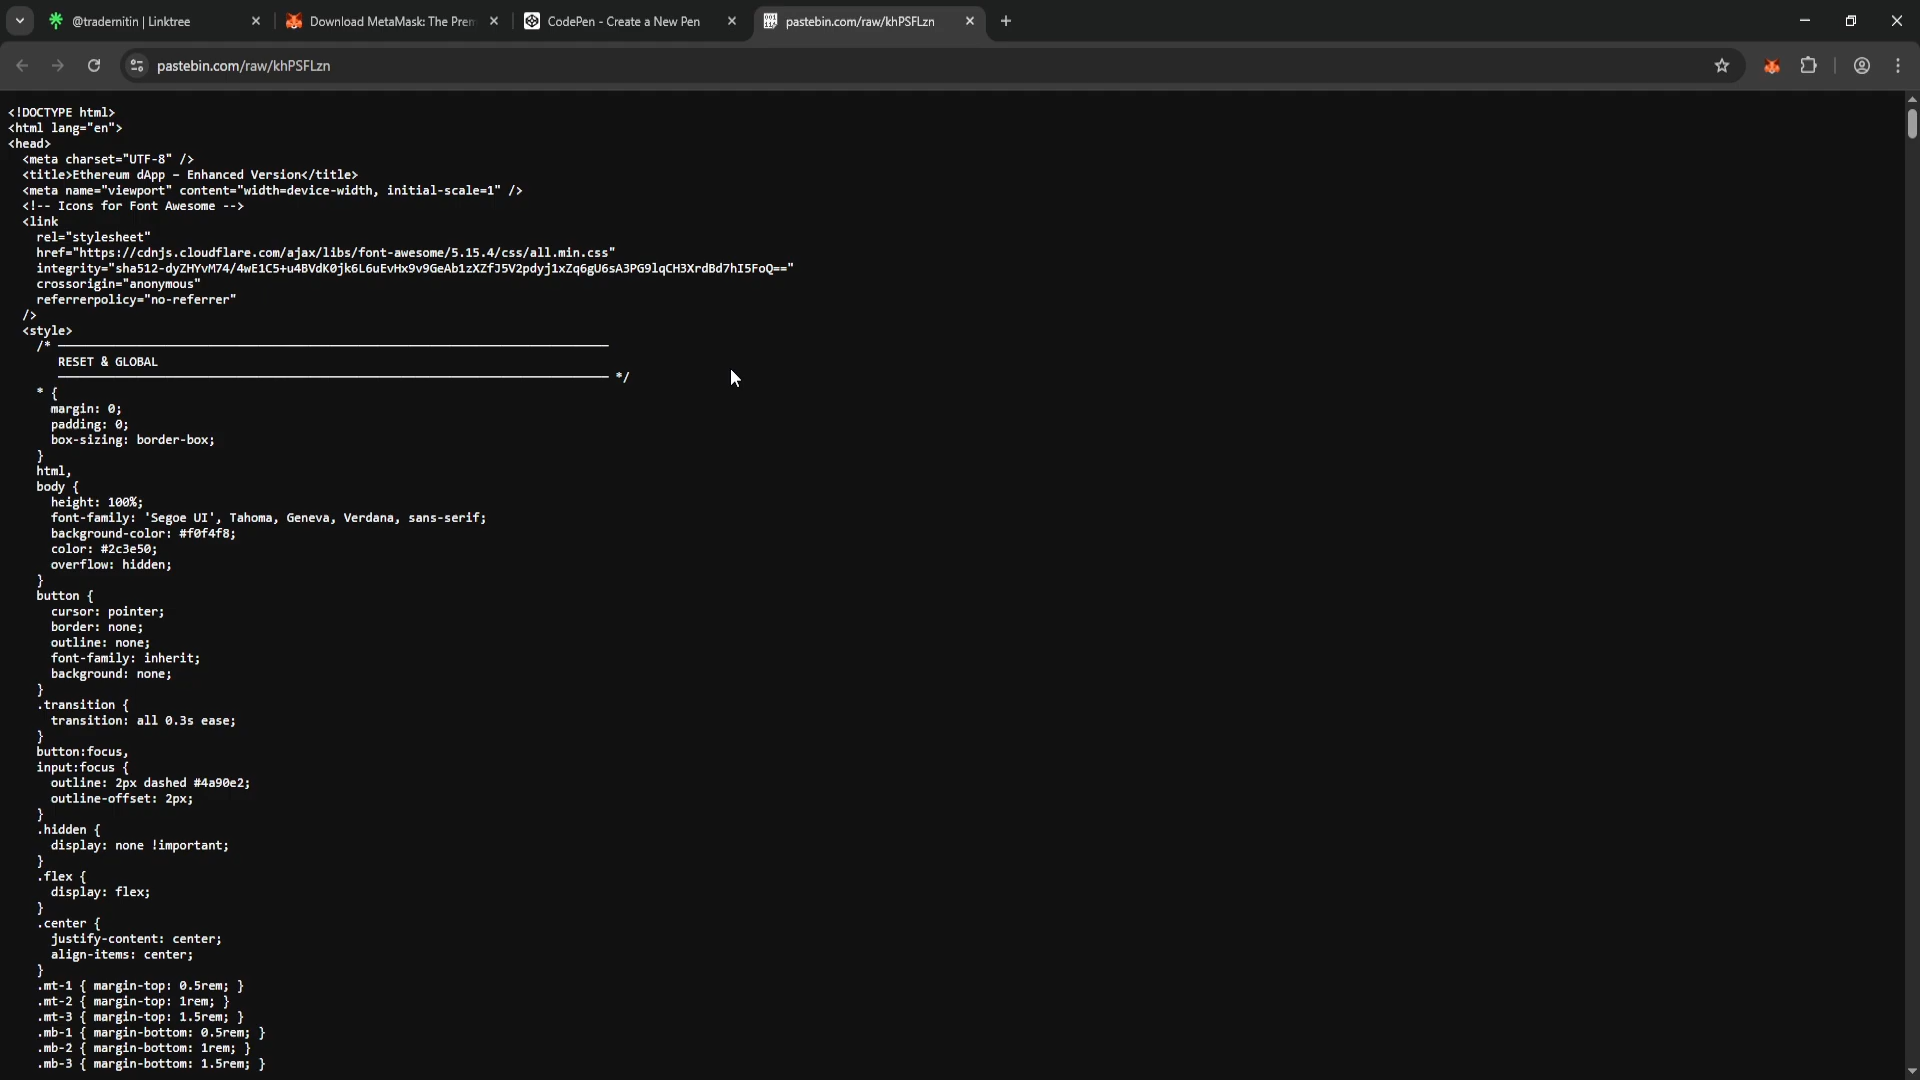 @tradernitin | Linktree
Download MetaMask: The Prem
CodePen - Create a New Pen
pastebin.com/raw/khPSFLzn
pastebin.com/raw/khPSFLzn
<!DOCTYPE html>
<html lang="en">
<head>
  <meta charset="UTF-8" />
  <title>Ethereum dApp – Enhanced Version</title>
  <meta name="viewport" content="width=device-width, initial-scale=1" />
  <!-- Icons for Font Awesome -->
  <link
    rel="stylesheet"
    href="https://cdnjs.cloudflare.com/ajax/libs/font-awesome/5.15.4/css/all.min.css"
    integrity="sha512-dyZHYvM74/4wE1C5+u4BVdK0jk6L6uEvHx9v9GeAb1zXZfJ5V2pdyj1xZq6gU6sA3PG9lqCH3XrdBd7hI5FoQ=="
    crossorigin="anonymous"
    referrerpolicy="no-referrer"
  />
  <style>
    /*
       RESET & GLOBAL
    */
    * {
      margin: 0;
      padding: 0;
      box-sizing: border-box;
    }
    html,
    body {
      height: 100%;
      font-family: 'Segoe UI', Tahoma, Geneva, Verdana, sans-serif;
      background-color: #f0f4f8;
      color: #2c3e50;
      overflow: hidden;
    }
    button {
      cursor: pointer;
      border: none;
      outline: none;
      font-family: inherit;
      background: none;
    }
    .transition {
      transition: all 0.3s ease;
    }
    button:focus,
    input:focus {
      outline: 2px dashed #4a90e2;
      outline-offset: 2px;
    }
    .hidden {
      display: none !important;
    }
    .flex {
      display: flex;
    }
    .center {
      justify-content: center;
      align-items: center;
    }
    .mt-1 { margin-top: 0.5rem; }
    .mt-2 { margin-top: 1rem; }
    .mt-3 { margin-top: 1.5rem; }
    .mb-1 { margin-bottom: 0.5rem; }
    .mb-2 { margin-bottom: 1rem; }
    .mb-3 { margin-bottom: 1.5rem; }